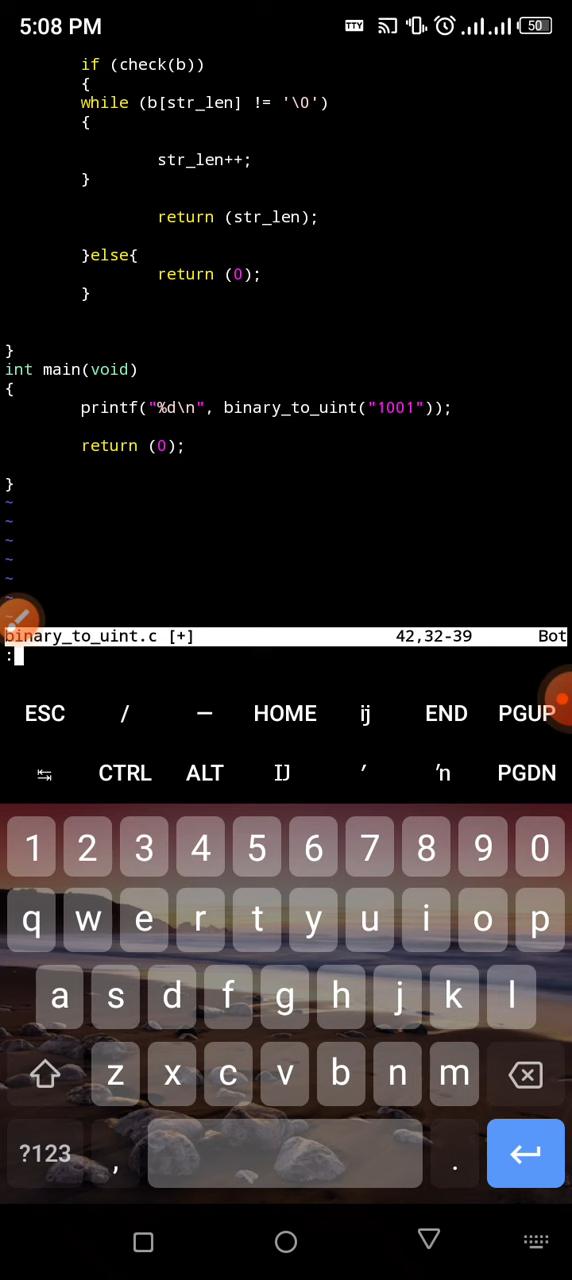 5:08 PM TTY 50
if (check(b))
{
while (b[str_len] != '\0')
{
str_len++;
}
return (str_len);
}else{
return (0);
}
}
int main(void)
{
printf("%d\n", binary_to_uint("1001"));
return (0);
}
~
~
~
~
~
~
binary_to_uint.c [+] 42,32-39 Bot
:
ESC / — HOME ĳ END PGUP
↹ CTRL ALT Ĳ ′ ŉ PGDN
1 2 3 4 5 6 7 8 9 0
q w e r t y u i o p
a s d f g h j k l
z x c v b n m
?123 , .